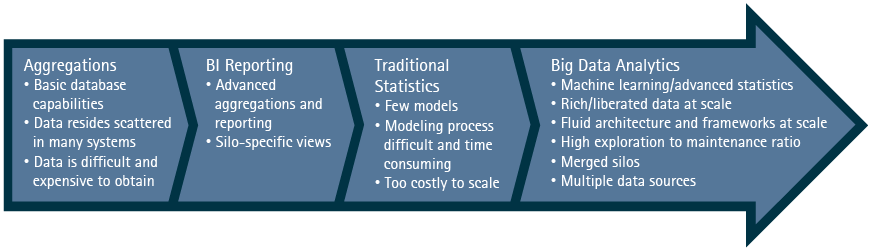 Aggregations
• Basic database
capabilities
• Data resides scattered
in many systems
• Data is difficult and
expensive to obtain
BI Reporting
• Advanced
aggregations and
reporting
• Silo-specific views
Traditional
Statistics
• Few models
• Modeling process
difficult and time
consuming
• Too costly to scale
Big Data Analytics
• Machine learning/advanced statistics
• Rich/liberated data at scale
• Fluid architecture and frameworks at scale
• High exploration to maintenance ratio
• Merged silos
• Multiple data sources